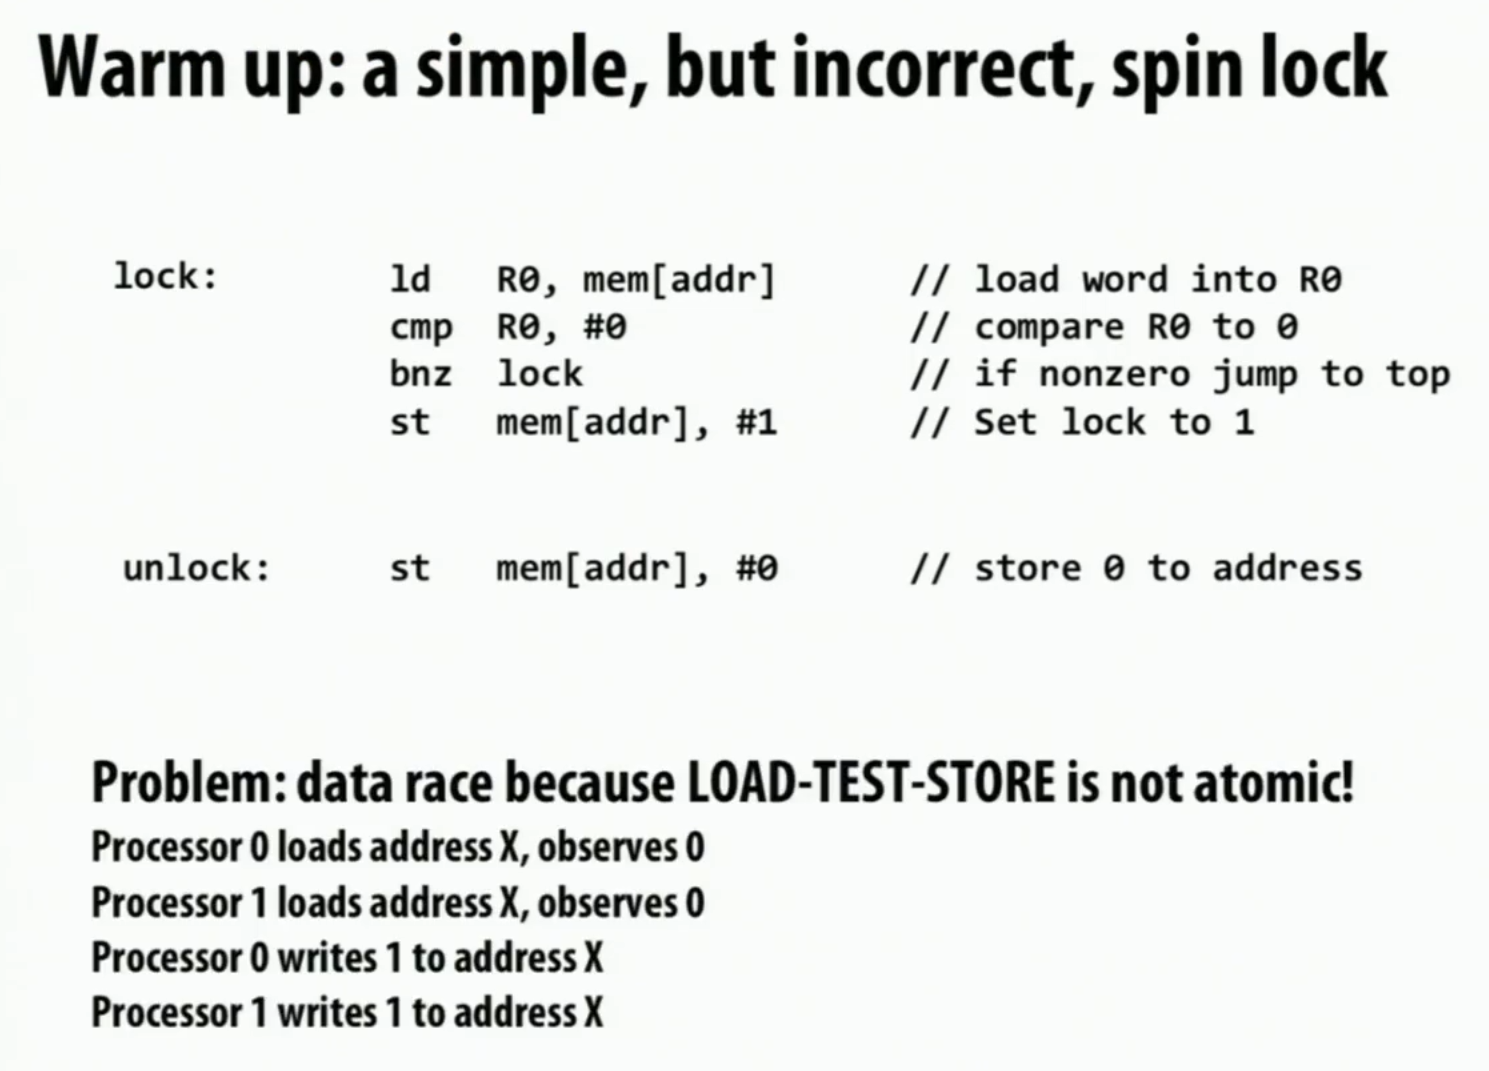 Warm up: a simple, but incorrect, spin lock
lock: ld R0, mem[addr] // load word into R0
cmp R0, #0 // compare R0 to 0
bnz lock // if nonzero jump to top
st mem[addr], #1 // Set lock to 1
unlock: st mem[addr], #0 // store 0 to address
Problem: data race because LOAD-TEST-STORE is not atomic!
Processor 0 loads address X, observes 0
Processor 1 loads address X, observes 0
Processor 0 writes 1 to address X
Processor 1 writes 1 to address X